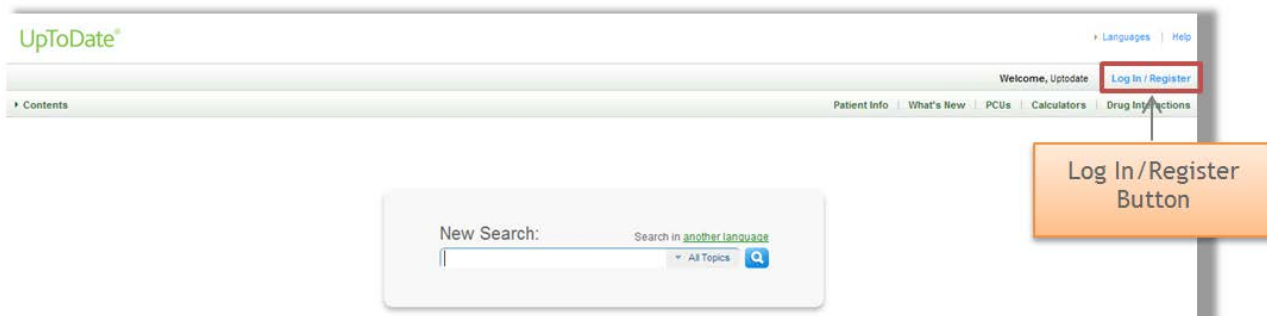 UpToDate®
Languages | Help
Welcome, Uptodate Log In / Register
Contents
Patient Info | What's New | PCUs | Calculators | Drug Interactions
Log In/Register
Button
New Search:
Search in another language
All Topics